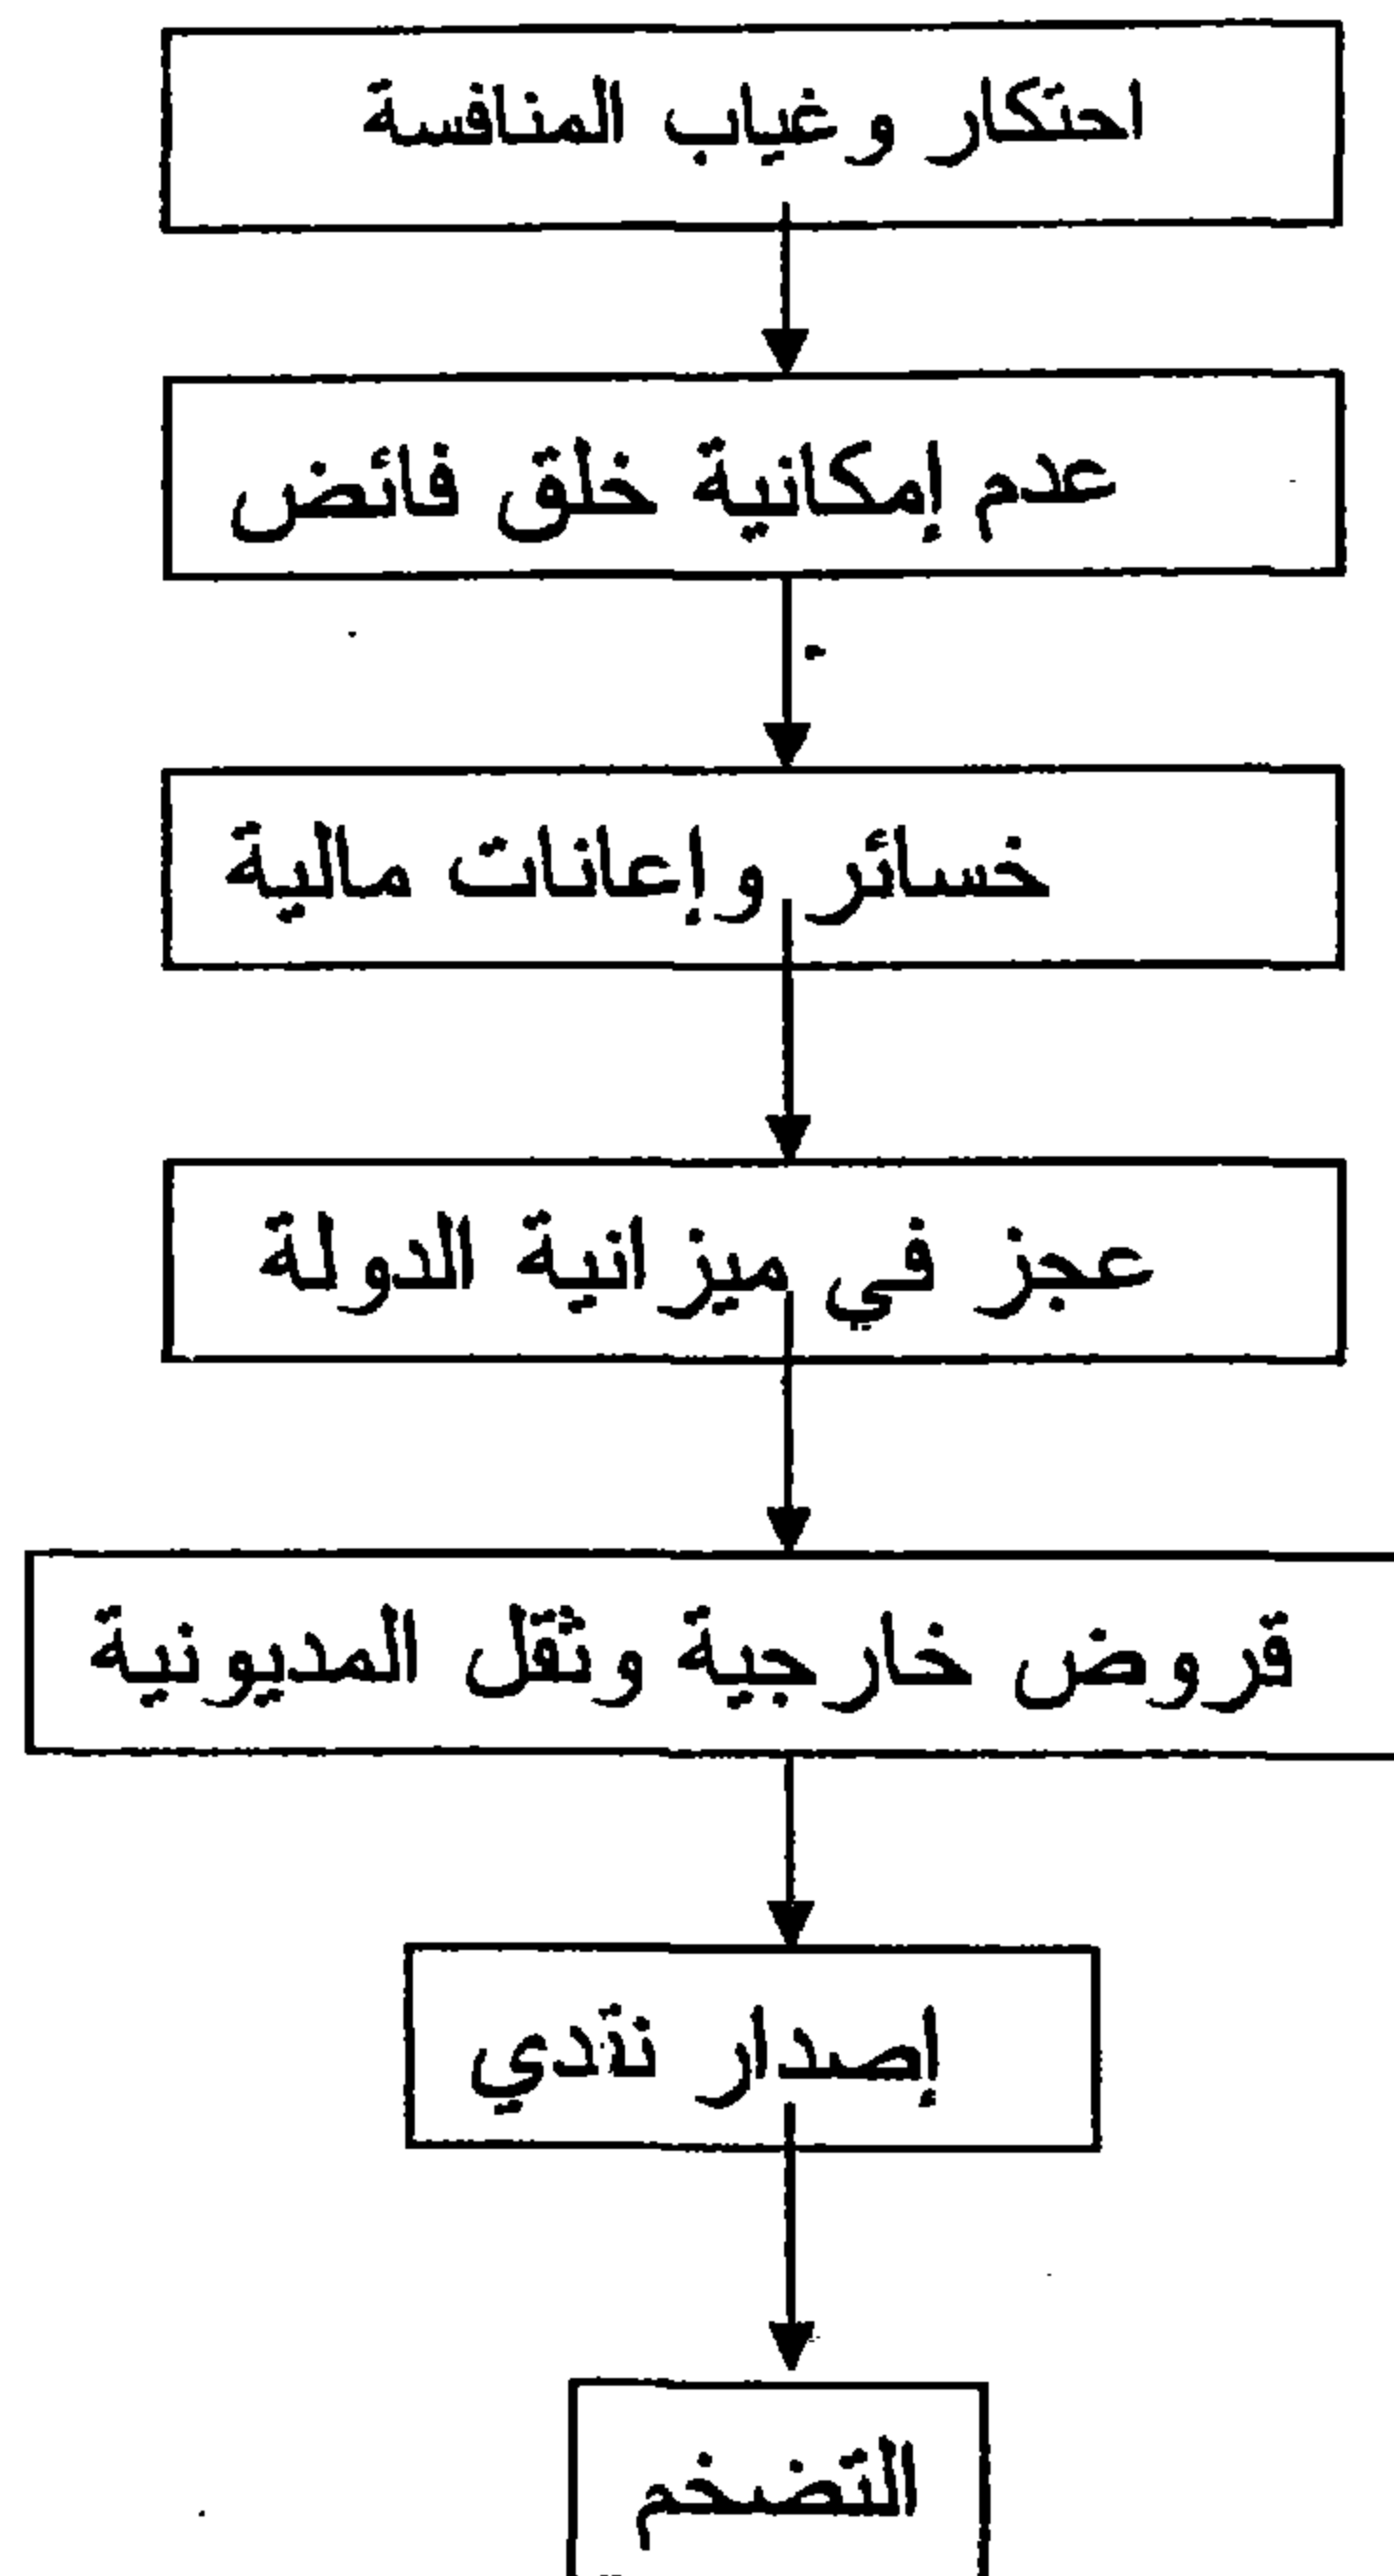 احتكار وغياب المنافسة
عدم إمكانية خلق فائض
خسائر وإعانات مالية
عجز في ميزانية الدولة
قروض خارجية وثقل المديونية
إصدار نقدي
التضخم